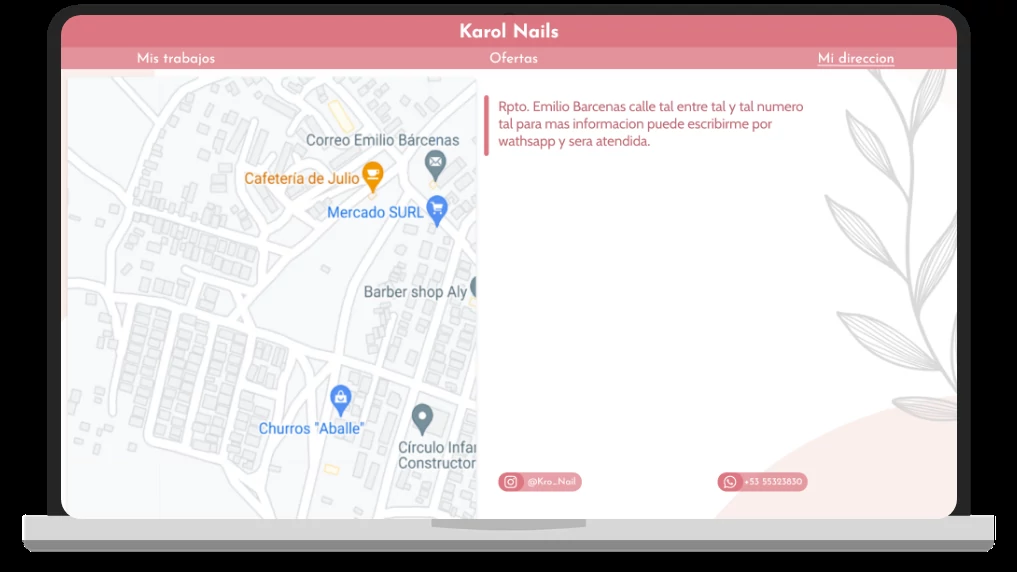 Karol Nails
Mis trabajos
Ofertas
Mi direccion
Correo Emilio Bárcenas
Cafetería de Julio
Mercado SURL
Barber shop Aly
Churros "Aballe"
Círculo Infa
Constructor
Rpto. Emilio Barcenas calle tal entre tal y tal numero
tal para mas informacion puede escribirme por
wathsapp y sera atendida.
@Kro_Nail
+53 55323830